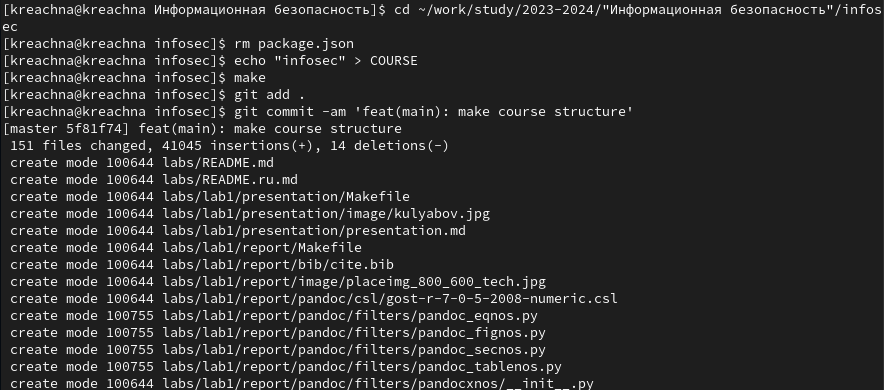 [kreachna@kreachna Информационная безопасность]$ cd ~/work/study/2023-2024/"Информационная безопасность"/infos
ec
[kreachna@kreachna infosec]$ rm package.json
[kreachna@kreachna infosec]$ echo "infosec" > COURSE
[kreachna@kreachna infosec]$ make
[kreachna@kreachna infosec]$ git add .
[kreachna@kreachna infosec]$ git commit -am 'feat(main): make course structure'
[master 5f81f74] feat(main): make course structure
 151 files changed, 41045 insertions(+), 14 deletions(-)
 create mode 100644 labs/README.md
 create mode 100644 labs/README.ru.md
 create mode 100644 labs/lab1/presentation/Makefile
 create mode 100644 labs/lab1/presentation/image/kulyabov.jpg
 create mode 100644 labs/lab1/presentation/presentation.md
 create mode 100644 labs/lab1/report/Makefile
 create mode 100644 labs/lab1/report/bib/cite.bib
 create mode 100644 labs/lab1/report/image/placeimg_800_600_tech.jpg
 create mode 100644 labs/lab1/report/pandoc/csl/gost-r-7-0-5-2008-numeric.csl
 create mode 100755 labs/lab1/report/pandoc/filters/pandoc_eqnos.py
 create mode 100755 labs/lab1/report/pandoc/filters/pandoc_fignos.py
 create mode 100755 labs/lab1/report/pandoc/filters/pandoc_secnos.py
 create mode 100755 labs/lab1/report/pandoc/filters/pandoc_tablenos.py
 create mode 100644 labs/lab1/report/pandoc/filters/pandocxnos/__init__.py